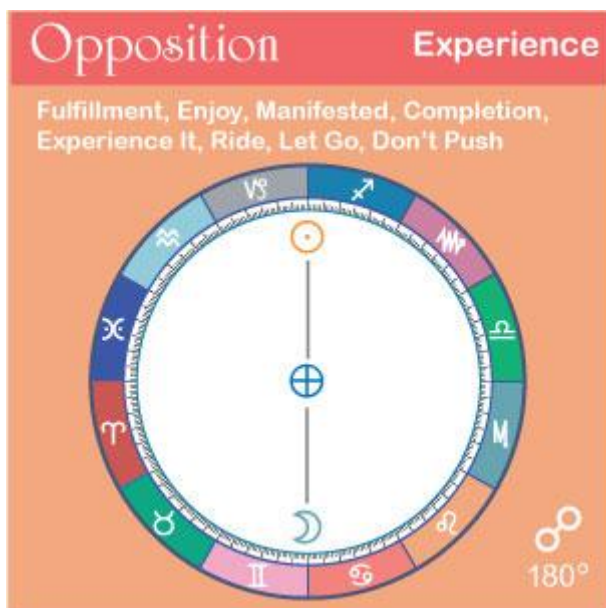 Opposition Experience
Fulfillment, Enjoy, Manifested, Completion,
Experience It, Ride, Let Go, Don't Push
180°